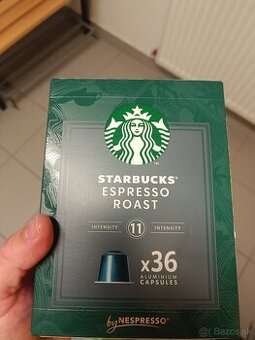 STARBUCKS®
ESPRESSO
ROAST
INTENSITY 11 INTENSITY
x36
ALUMINIUM
CAPSULES
by NESPRESSO®
© Bazos.sk